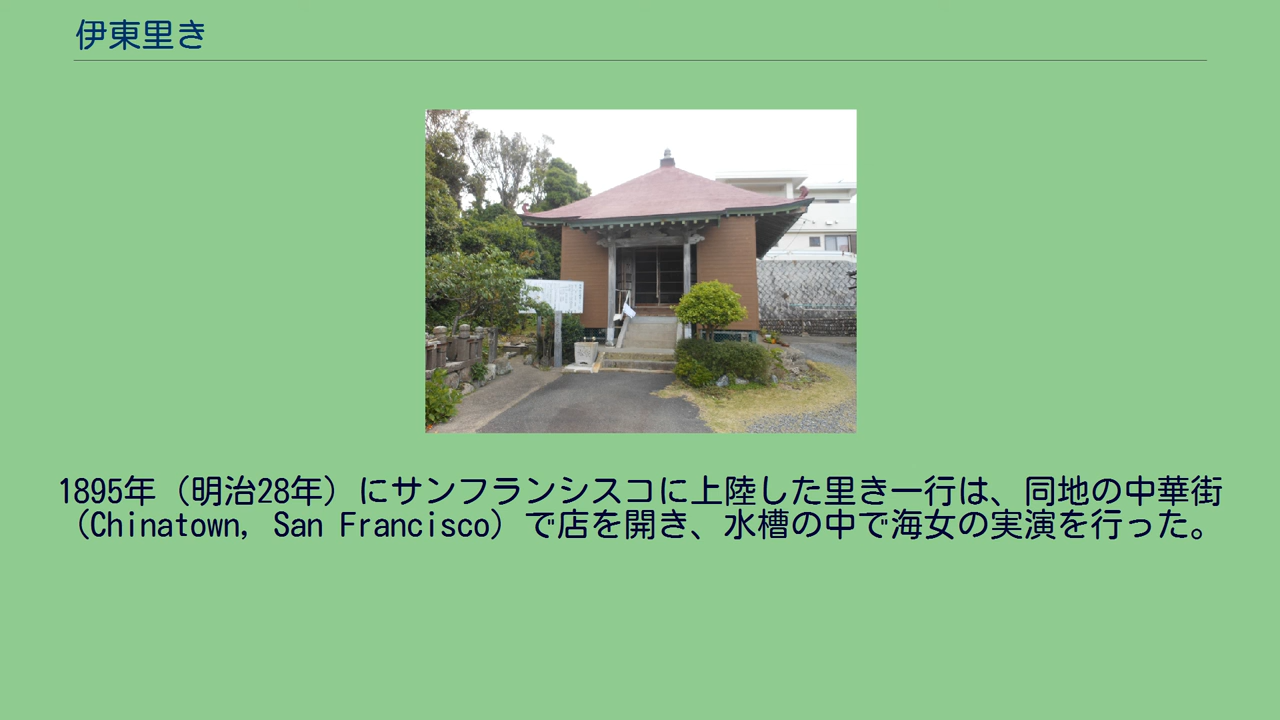 伊東里き
1895年（明治28年）にサンフランシスコに上陸した里き一行は、同地の中華街
（Chinatown, San Francisco）で店を開き、水槽の中で海女の実演を行った。